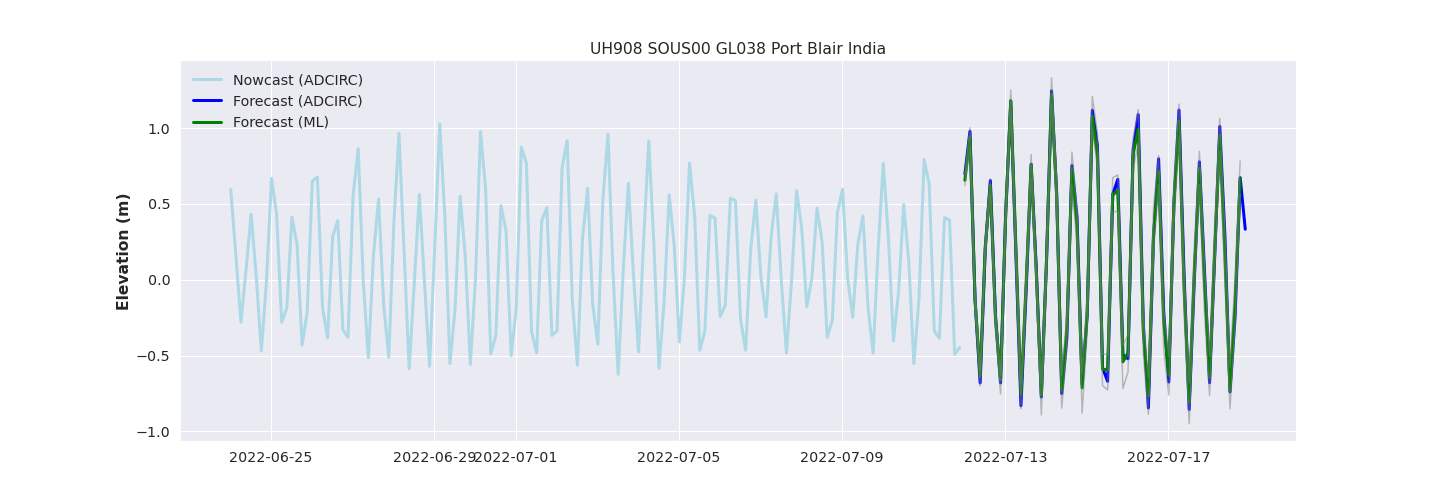 UH908 SOUS00 GL038 Port Blair India
Nowcast (ADCIRC)
Forecast (ADCIRC)
Forecast (ML)
Elevation (m)
1.0
0.5
0.0
−0.5
−1.0
2022-06-25
2022-06-29
2022-07-01
2022-07-05
2022-07-09
2022-07-13
2022-07-17